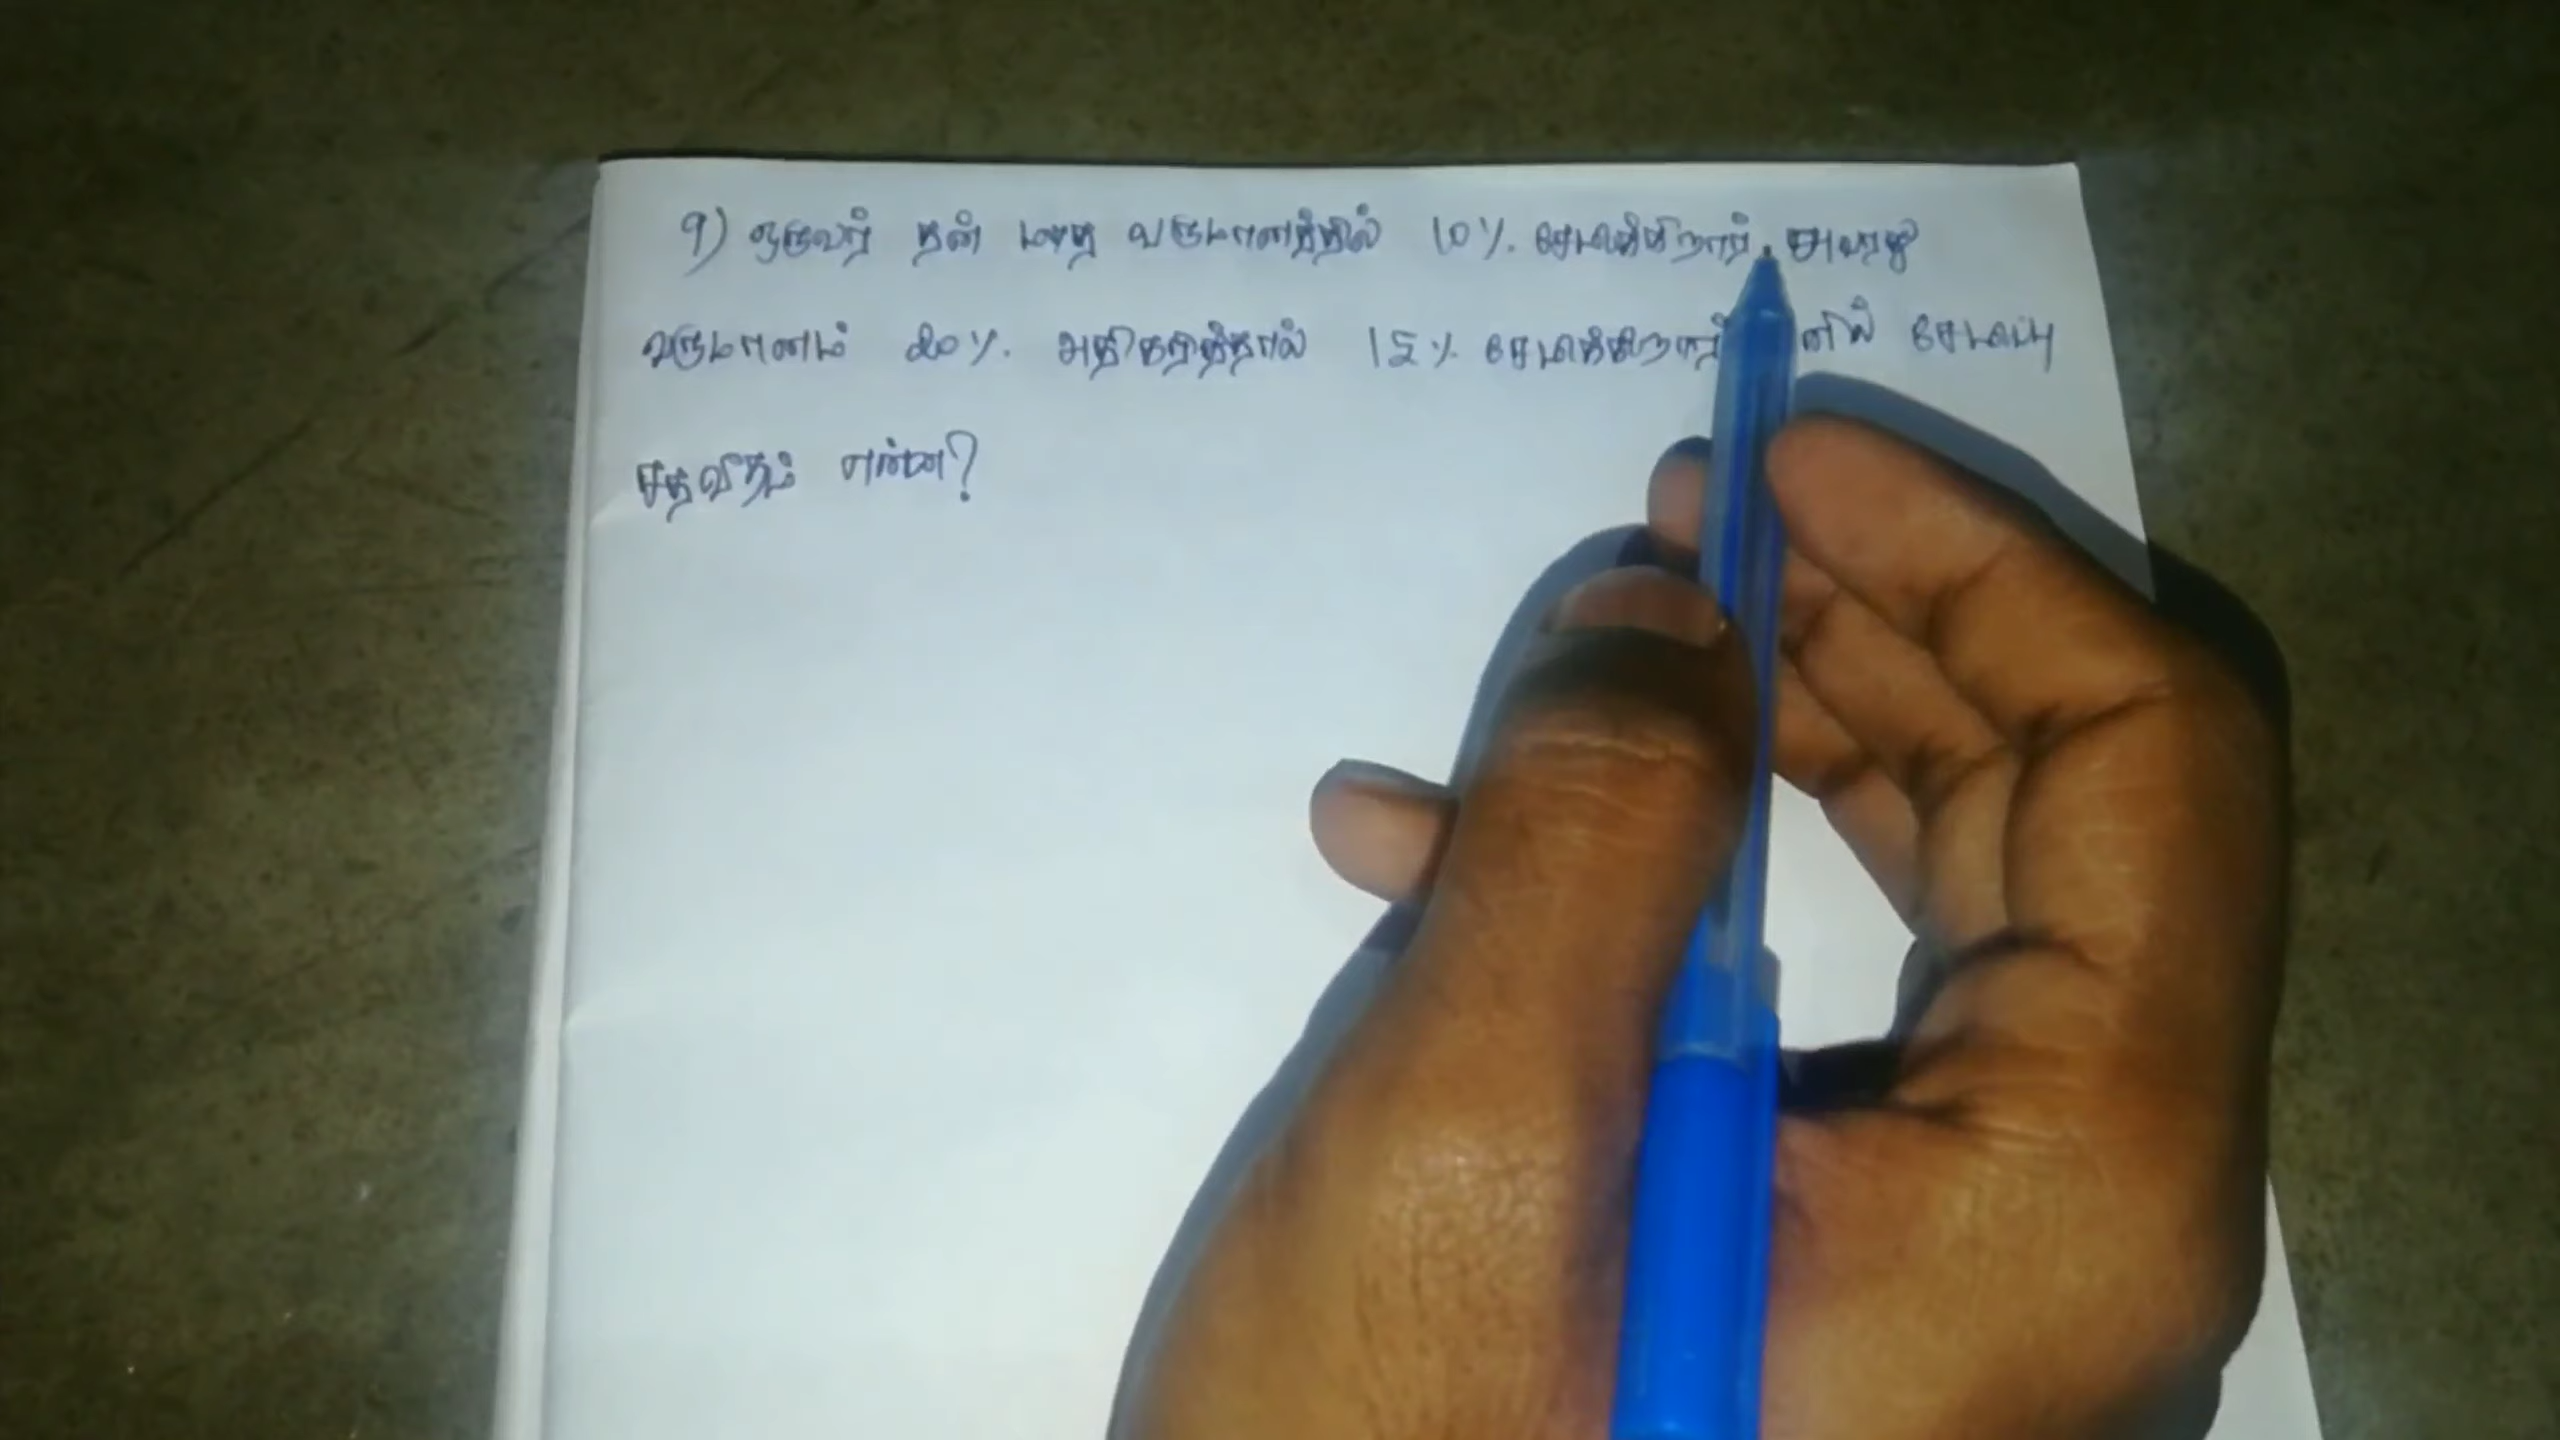 9) ஒருவர் தன் மாத வருமானத்தில் 10%. சேமிக்கிறார். அவரது
வருமானம் 20%. அதிகரித்தால் 15%. சேமிக்கிறார் எனில் சேமிப்பு
சதவீதம் என்ன?